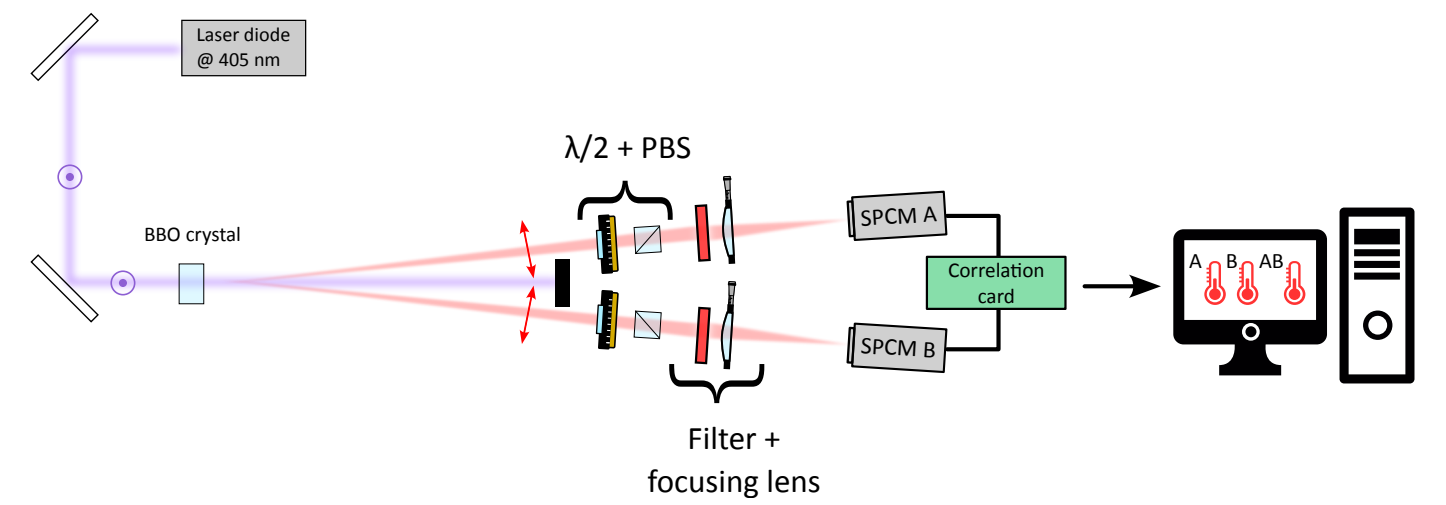 Laser diode
@ 405 nm
λ/2 + PBS
BBO crystal
SPCM A
Correlation
card
A B AB
SPCM B
Filter +
focusing lens